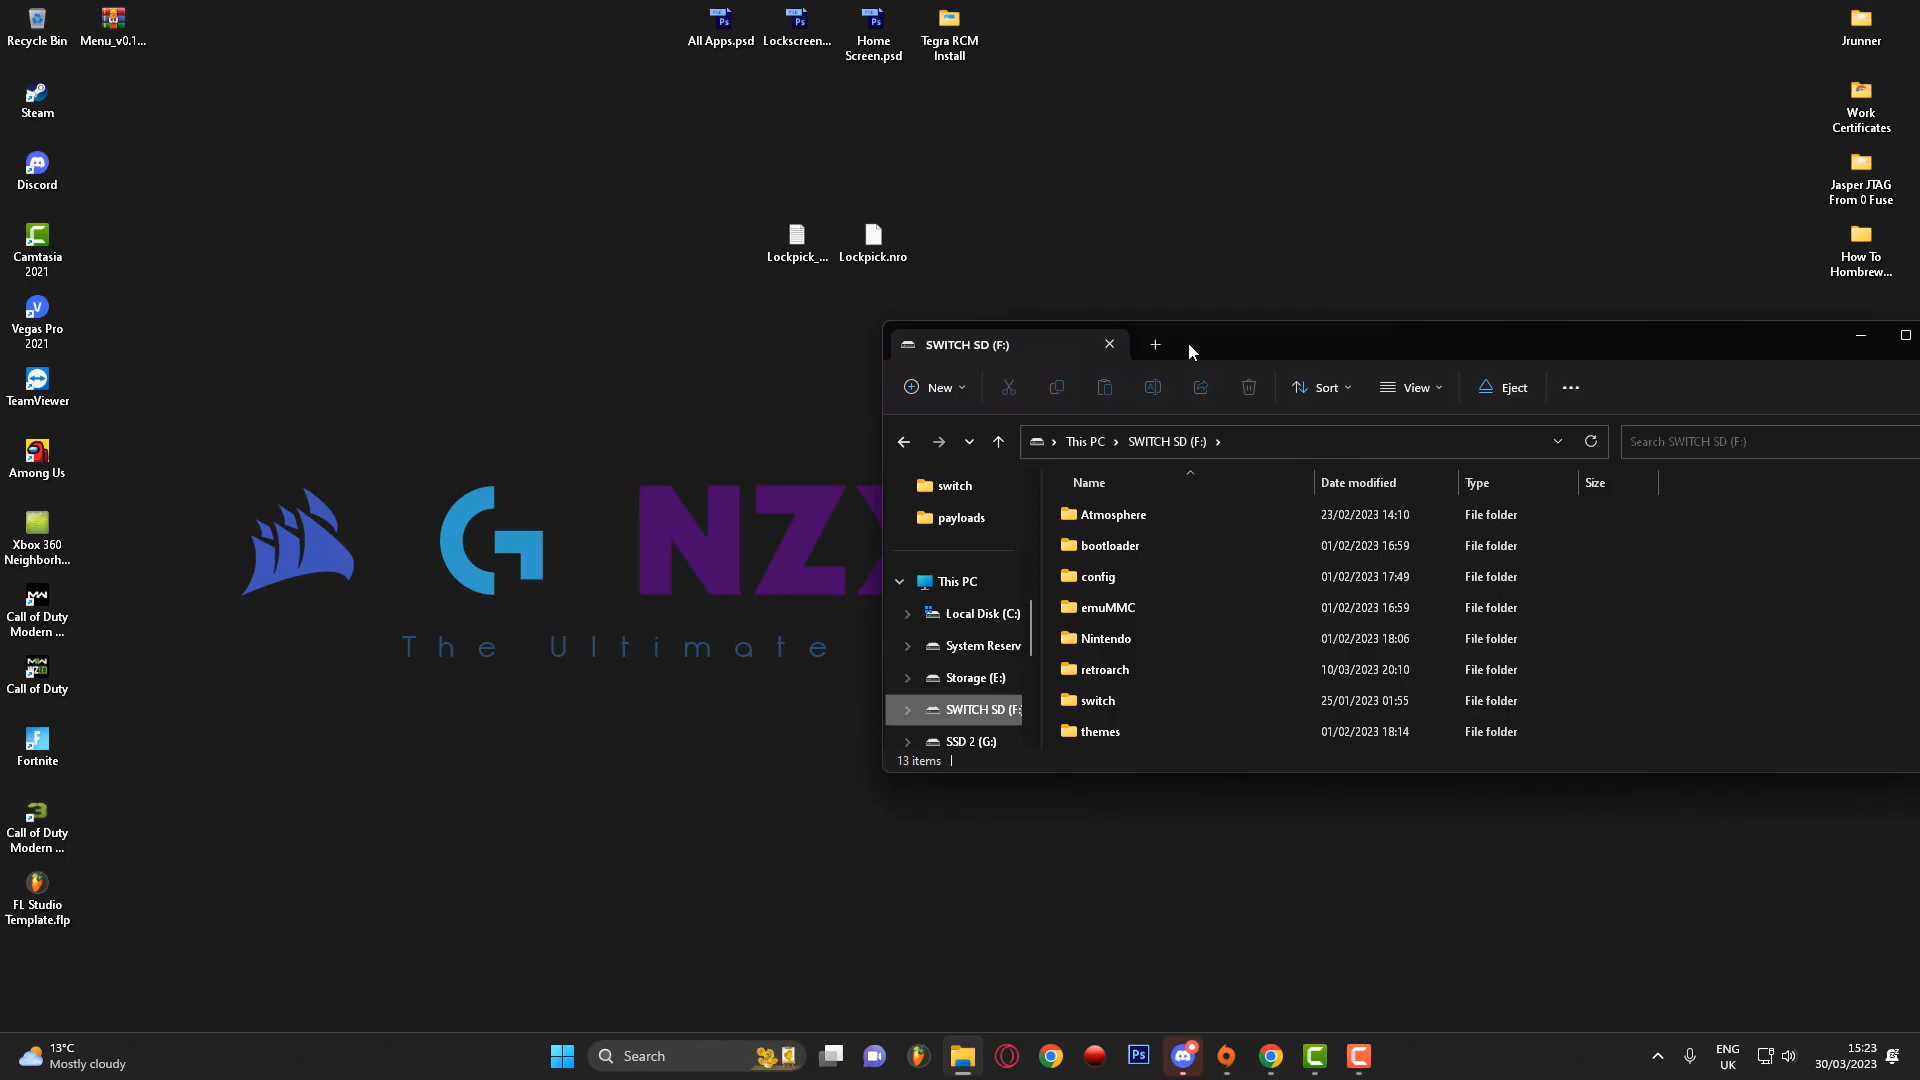 Recycle Bin
Menu_v0.1...
All Apps.psd
Lockscreen...
Home
Screen.psd
Tegra RCM
Install
Jrunner
Steam
Work
Certificates
Discord
Jasper JTAG
From 0 Fuse
Camtasia
2021
Lockpick_...
Lockpick.nro
How To
Hombrew...
Vegas Pro
2021
TeamViewer
Among Us
Xbox 360
Neighborh...
Call of Duty
Modern ...
Call of Duty
Fortnite
Call of Duty
Modern ...
FL Studio
Template.flp
G NZX
The Ultimate
SWITCH SD (F:)
New
Sort
View
Eject
This PC > SWITCH SD (F:) >
Search SWITCH SD (F:)
switch
payloads
This PC
Local Disk (C:)
System Reserv
Storage (E:)
SWITCH SD (F:
SSD 2 (G:)
Name Date modified Type Size
Atmosphere 23/02/2023 14:10 File folder
bootloader 01/02/2023 16:59 File folder
config 01/02/2023 17:49 File folder
emuMMC 01/02/2023 16:59 File folder
Nintendo 01/02/2023 18:06 File folder
retroarch 10/03/2023 20:10 File folder
switch 25/01/2023 01:55 File folder
themes 01/02/2023 18:14 File folder
13 items
13°C
Mostly cloudy
Search
Ps
ENG
UK
15:23
30/03/2023